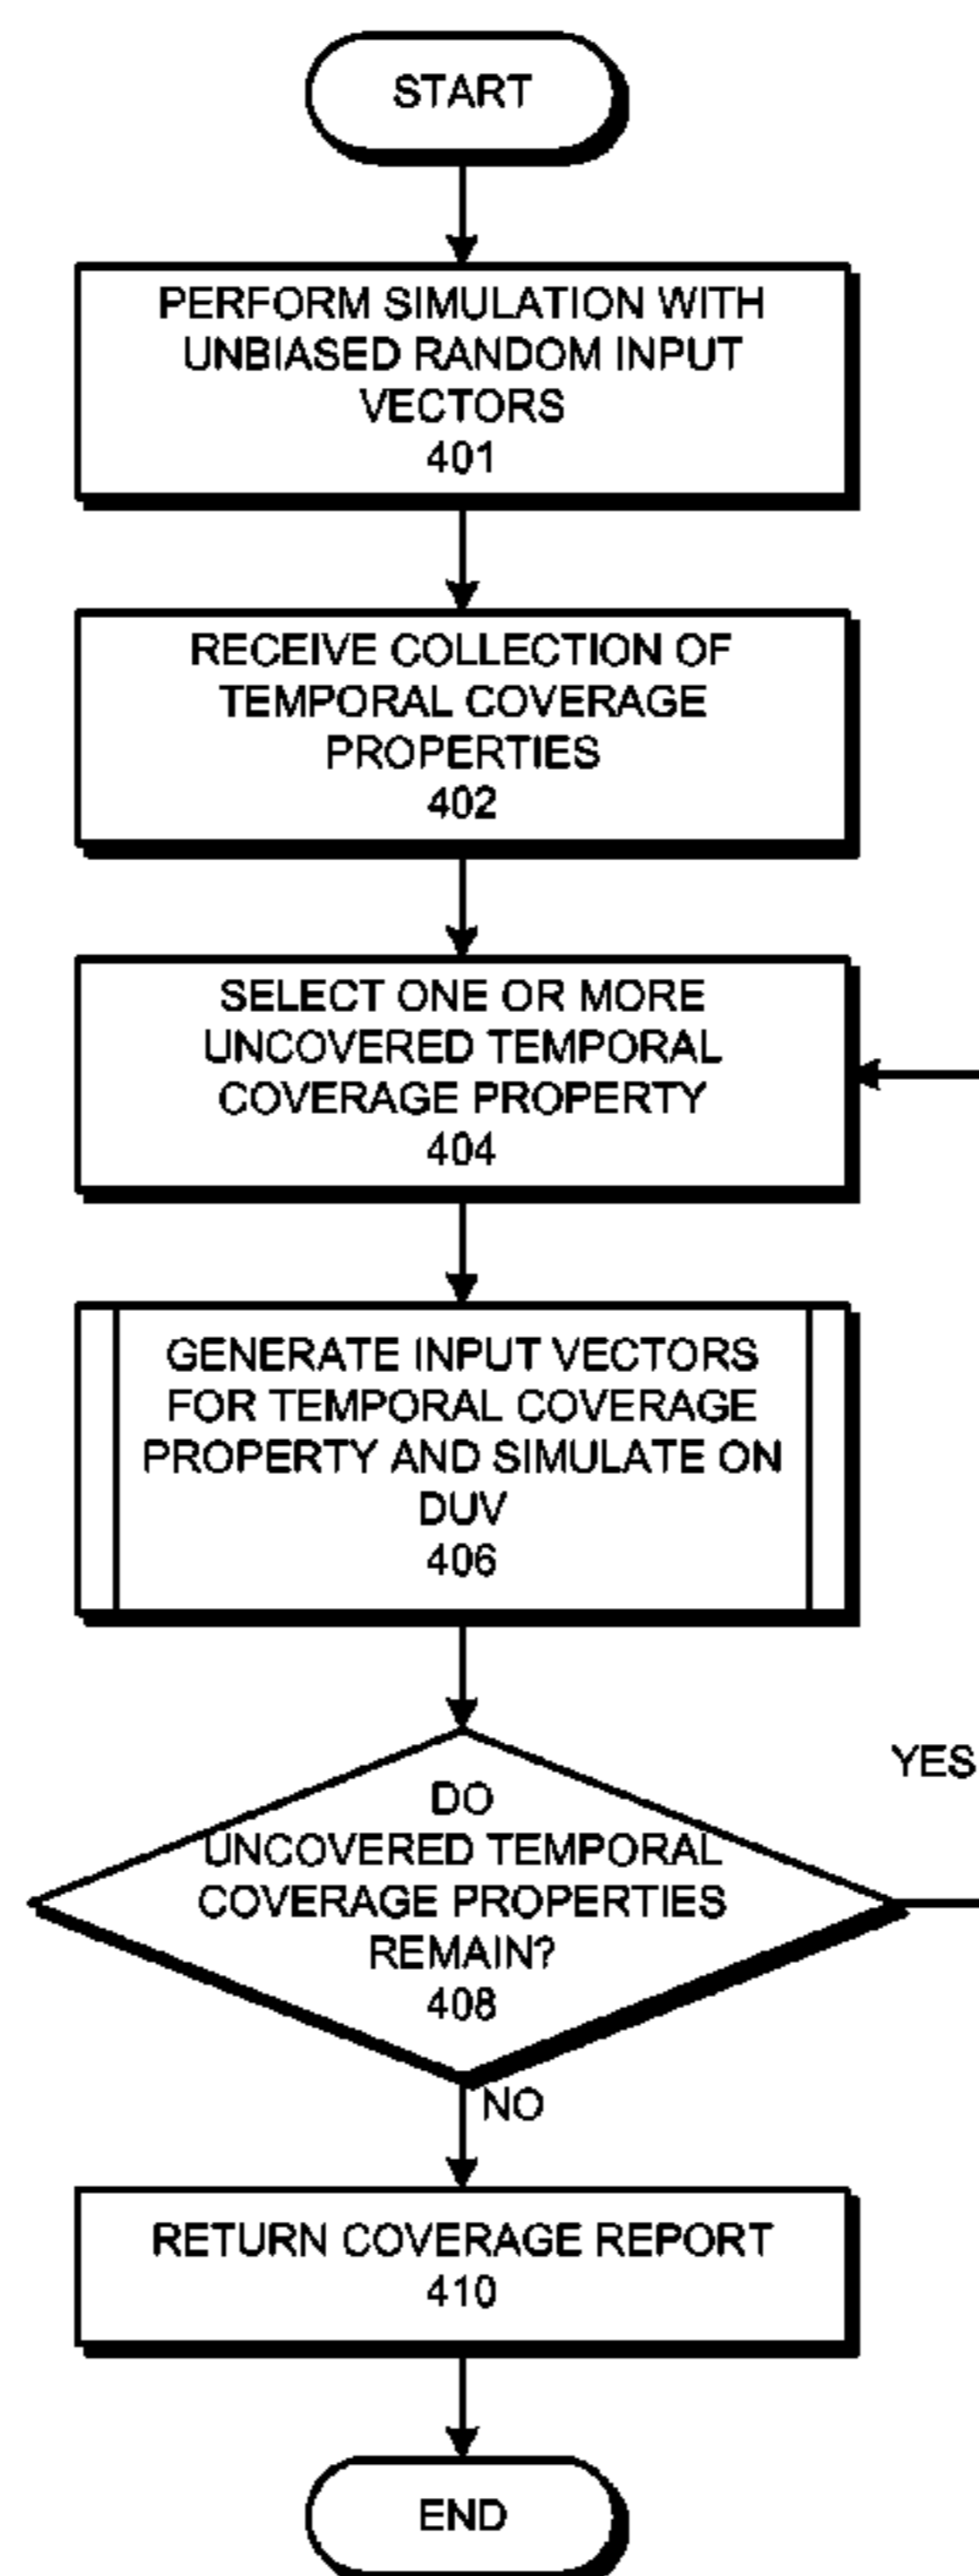 START
PERFORM SIMULATION WITH
UNBIASED RANDOM INPUT
VECTORS
401
RECEIVE COLLECTION OF
TEMPORAL COVERAGE
PROPERTIES
402
SELECT ONE OR MORE
UNCOVERED TEMPORAL
COVERAGE PROPERTY
404
GENERATE INPUT VECTORS
FOR TEMPORAL COVERAGE
PROPERTY AND SIMULATE ON
DUV
406
YES
DO
UNCOVERED TEMPORAL
COVERAGE PROPERTIES
REMAIN?
408
NO
RETURN COVERAGE REPORT
410
END